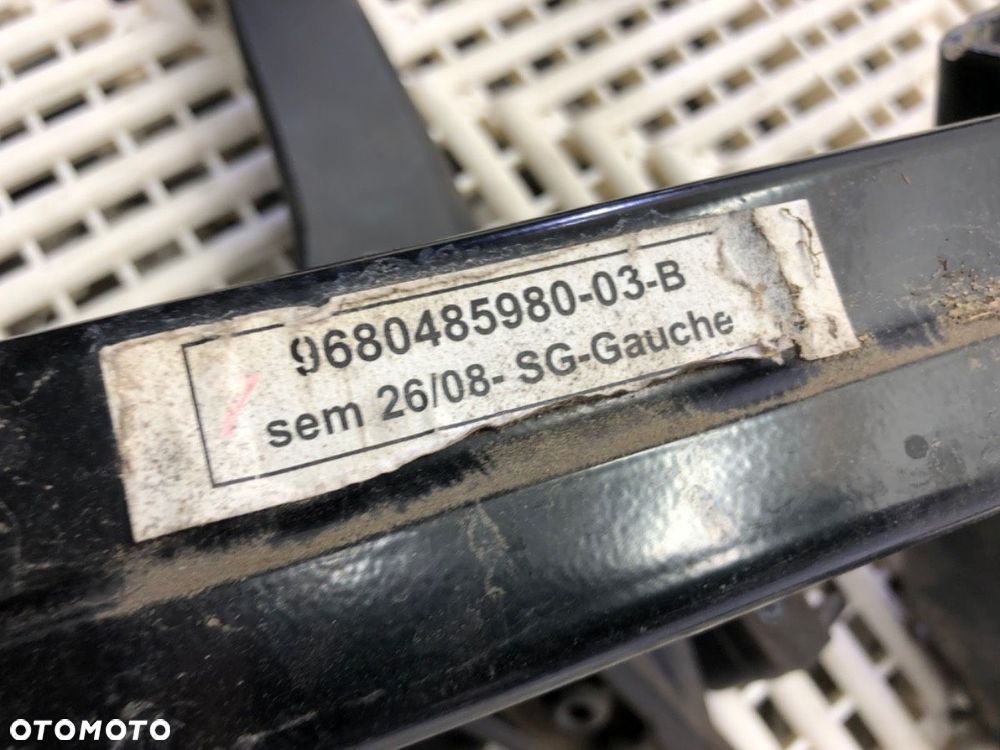 9680485980-03-B
sem 26/08- SG-Gauche
OTOMOTO